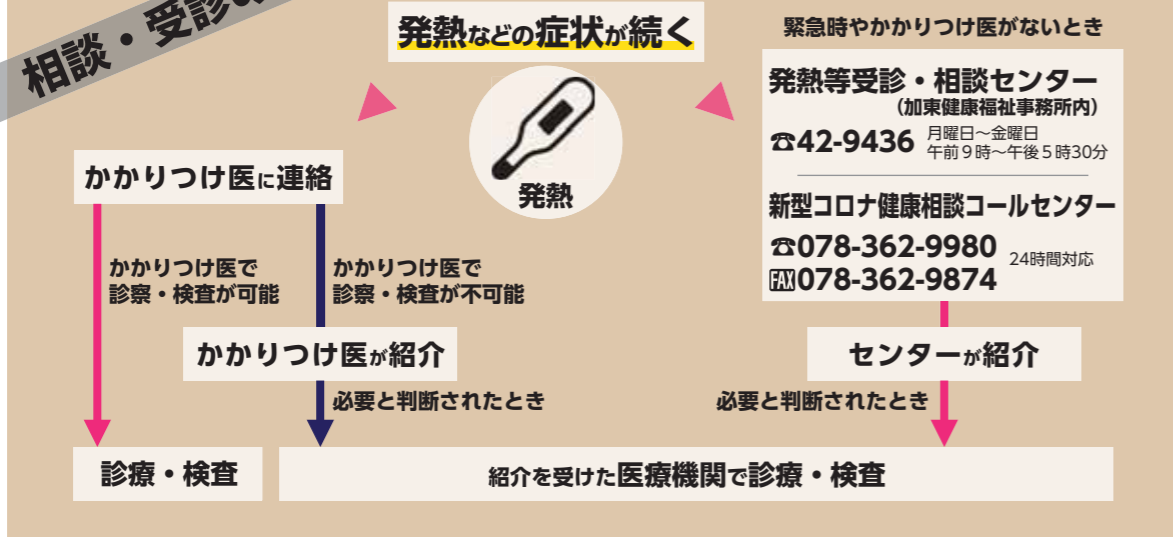 相談・受診の
発熱などの症状が続く
発熱
緊急時やかかりつけ医がないとき
発熱等受診・相談センター
（加東健康福祉事務所内）
☎42-9436 月曜日～金曜日
午前９時～午後５時30分
新型コロナ健康相談コールセンター
☎078-362-9980
FAX078-362-9874
24時間対応
かかりつけ医に連絡
かかりつけ医で
診察・検査が可能
かかりつけ医で
診察・検査が不可能
かかりつけ医が紹介
センターが紹介
必要と判断されたとき
必要と判断されたとき
診療・検査
紹介を受けた医療機関で診療・検査